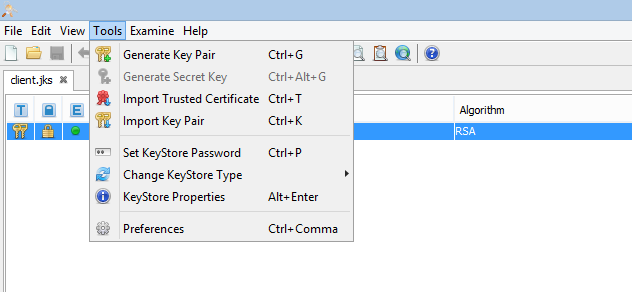 File Edit View Tools Examine Help
Generate Key Pair Ctrl+G
Generate Secret Key Ctrl+Alt+G
client.jks
Import Trusted Certificate Ctrl+T
T E Import Key Pair Ctrl+K Algorithm
RSA
Set KeyStore Password Ctrl+P
Change KeyStore Type
KeyStore Properties Alt+Enter
Preferences Ctrl+Comma